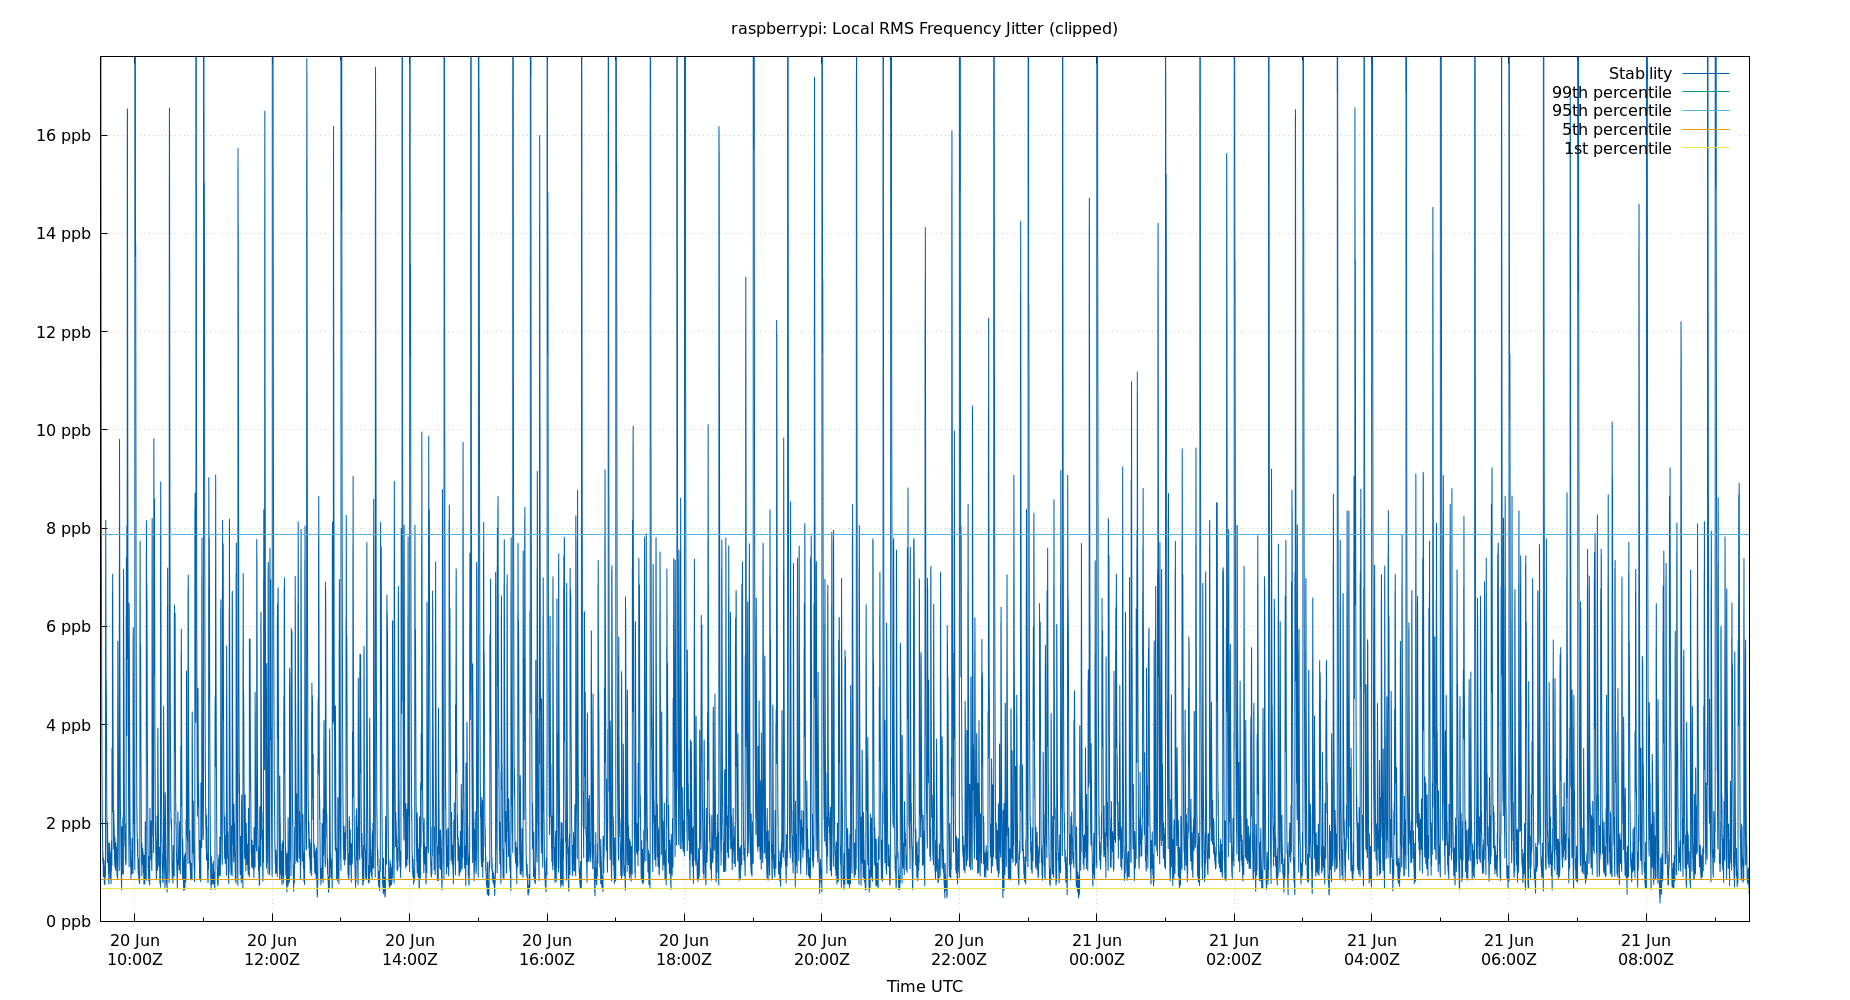 raspberrypi: Local RMS Frequency Jitter (clipped)
Stability
99th percentile
95th percentile
5th percentile
1st percentile
16 ppb
14 ppb
12 ppb
10 ppb
8 ppb
6 ppb
4 ppb
2 ppb
0 ppb
20 Jun 20 Jun 20 Jun 20 Jun 20 Jun 20 Jun 20 Jun 21 Jun 21 Jun 21 Jun 21 Jun 21 Jun
10:00Z 12:00Z 14:00Z 16:00Z 18:00Z 20:00Z 22:00Z 00:00Z 02:00Z 04:00Z 06:00Z 08:00Z
Time UTC